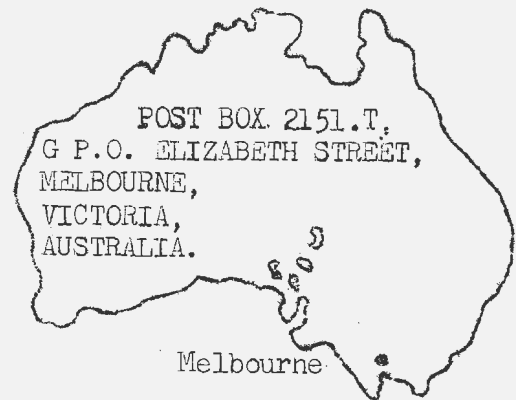 POST BOX 2151.T.
G P.O. ELIZABETH STREET,
MELBOURNE,
VICTORIA,
AUSTRALIA.
Melbourne